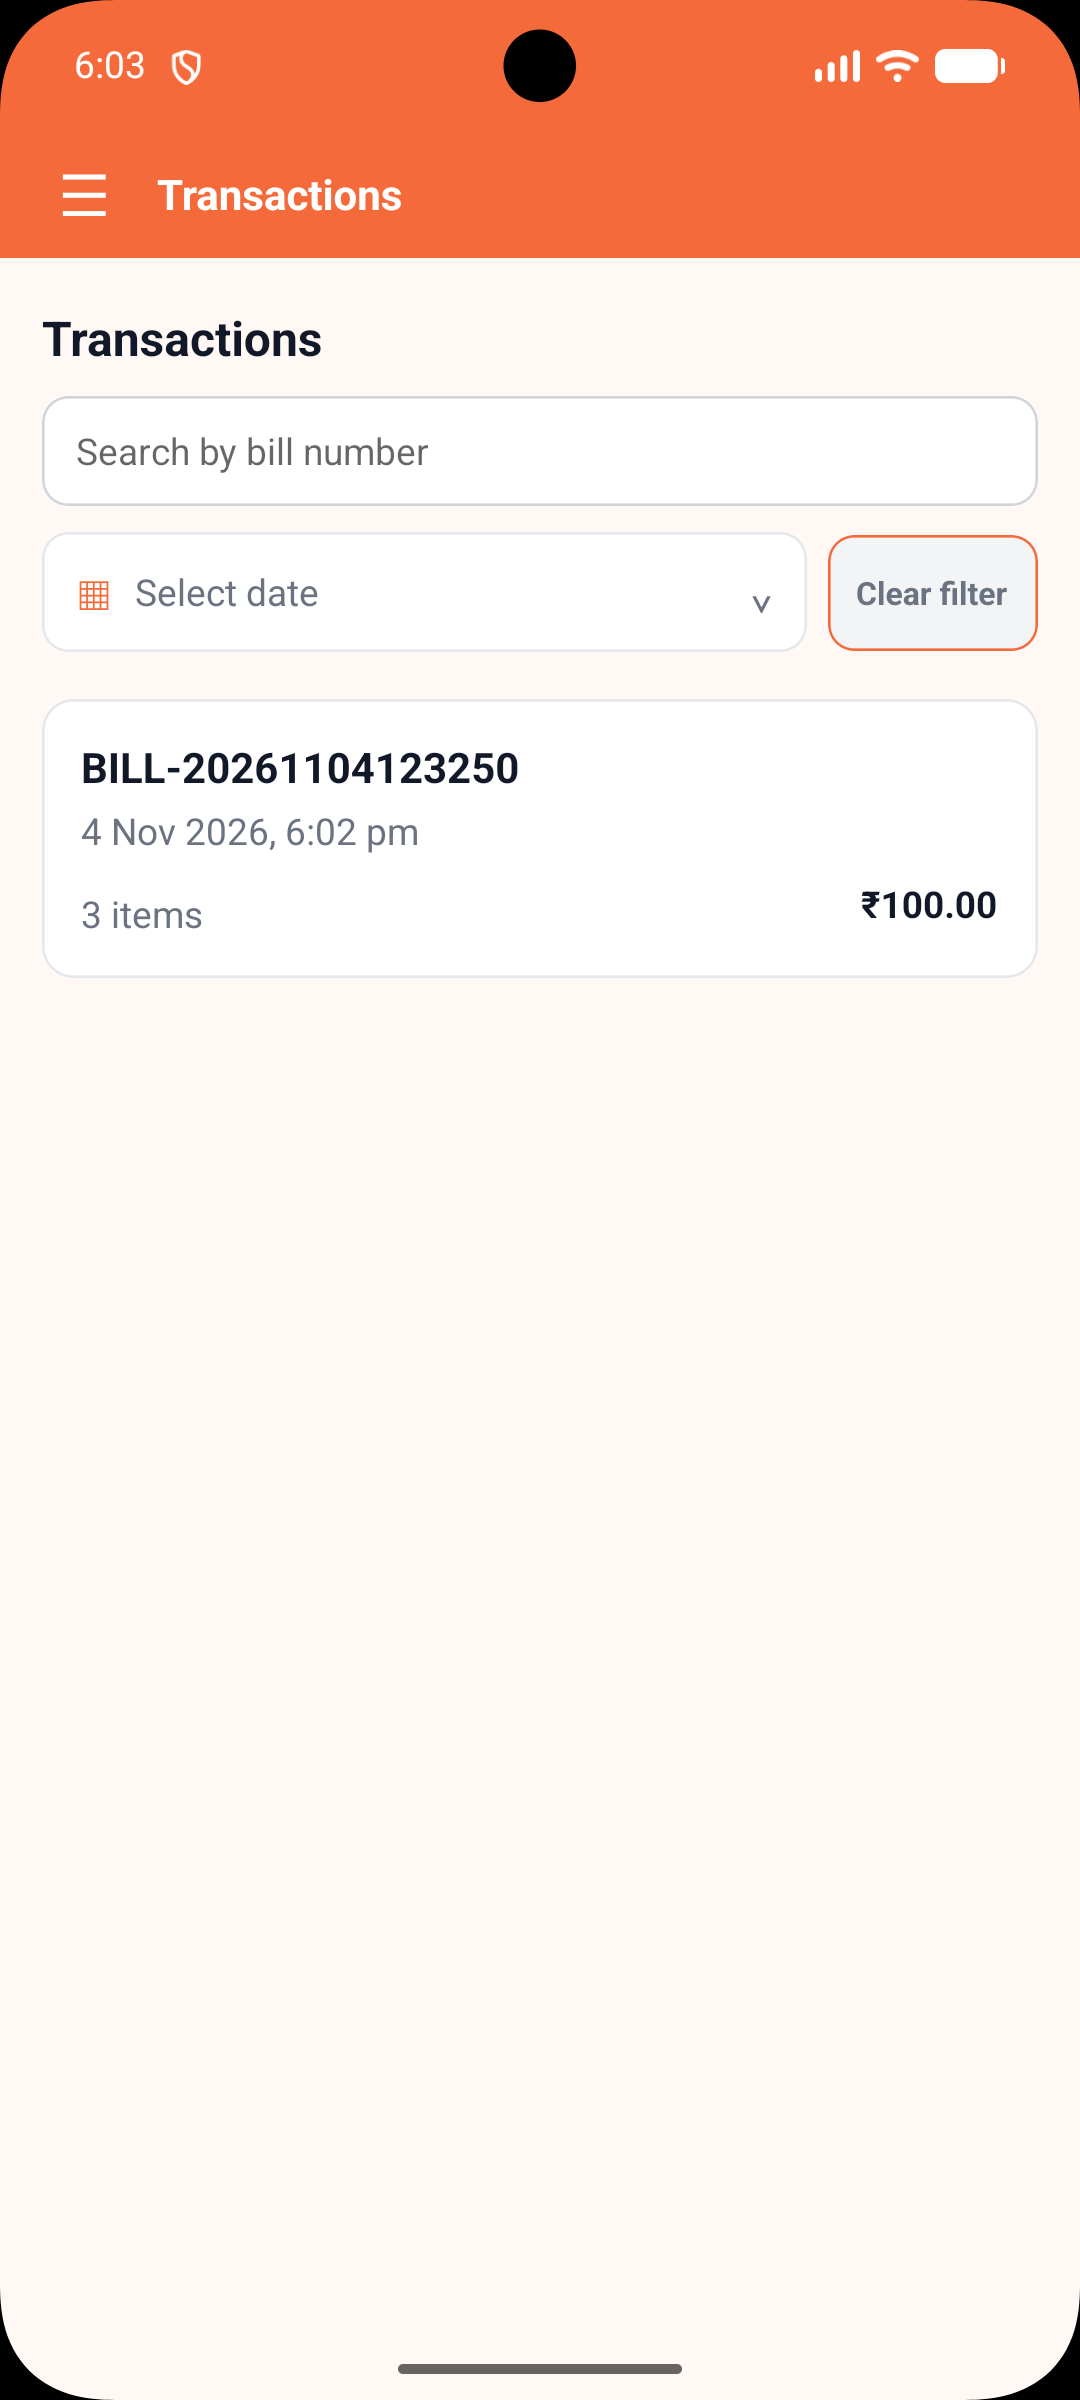 6:03
Transactions
Transactions
Search by bill number
Select date
Clear filter
BILL-20261104123250
4 Nov 2026, 6:02 pm
3 items
₹100.00